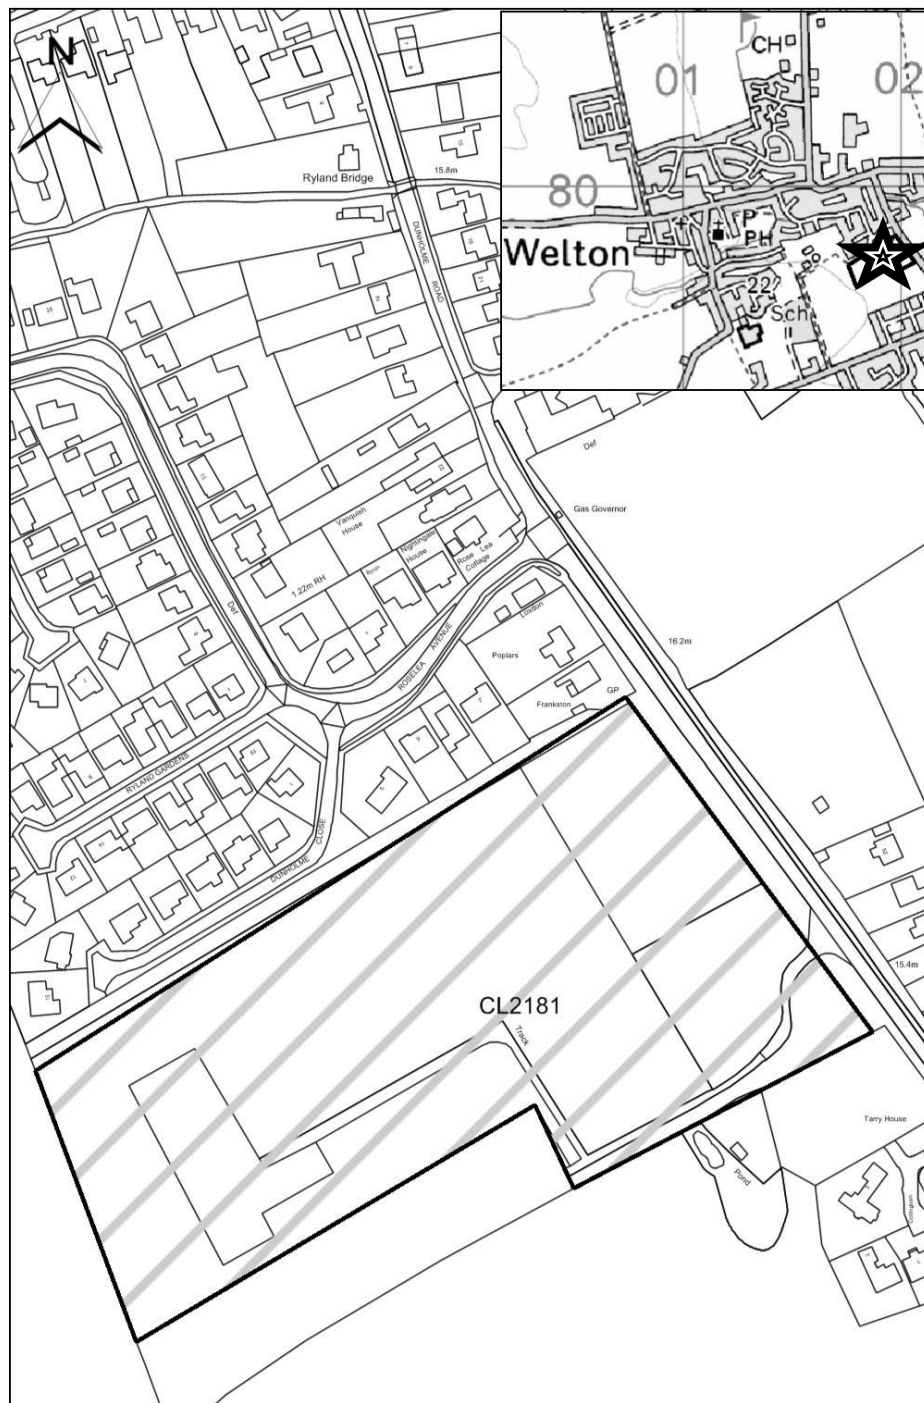 N
CH
01
02
80
P
PH
Welton
22
Sch
Ryland Bridge
15.8m
DUNHOLME ROAD
Def
Gas Governor
Vanquish
House
Nightingale
House
Rose Lea
Cottage
Byron
1.22m RH
Def
Loxdon
ROSELEA AVENUE
16.2m
Poplars
GP
Frankston
RYLAND GARDENS
DUNHOLME CLOSE
15.4m
CL2181
Track
Tarry House
Pond